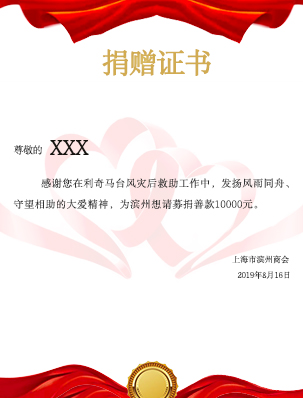 捐赠证书
尊敬的 XXX
感谢您在利奇马台风灾后救助工作中，发扬风雨同舟、
守望相助的大爱精神，为滨州想请募捐善款10000元。
上海市滨州商会
2019年8月16日